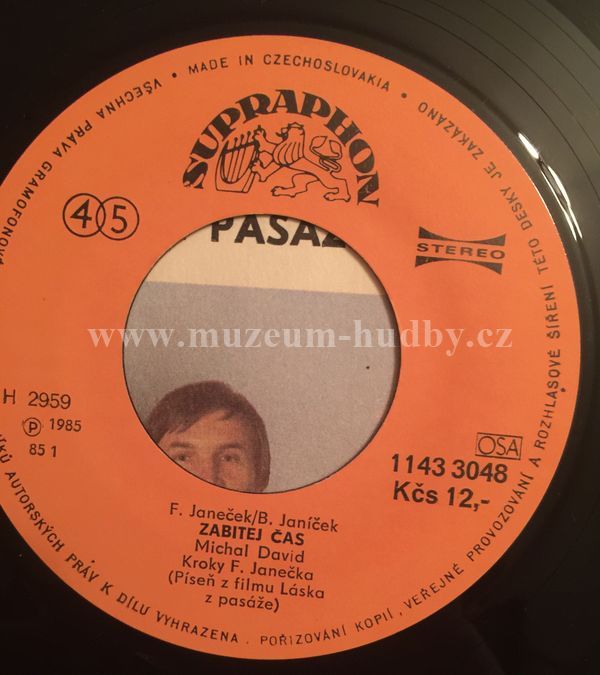 MADE IN CZECHOSLOVAKIA •
VŠECHNA PRÁVA GRAMOFONOVÁ
SUPRAPHON
45
PASÁŽ
STEREO
www.muzeum-hudby.cz
H 2959
Ⓟ 1985
85 1
OSA
1143 3048
Kčs 12,-
F. Janeček/B. Janíček
ZABITEJ ČAS
Michal David
Kroky F. Janečka
(Píseň z filmu Láska
z pasáže)
AUTORSKÝCH PRÁV K DÍLU VYHRAZENA. POŘIZOVÁNÍ KOPIÍ, VEŘEJNÉ PROVOZOVÁNÍ A ROZHLASOVÉ ŠÍŘENÍ TÉTO DESKY JE ZAKÁZÁNO